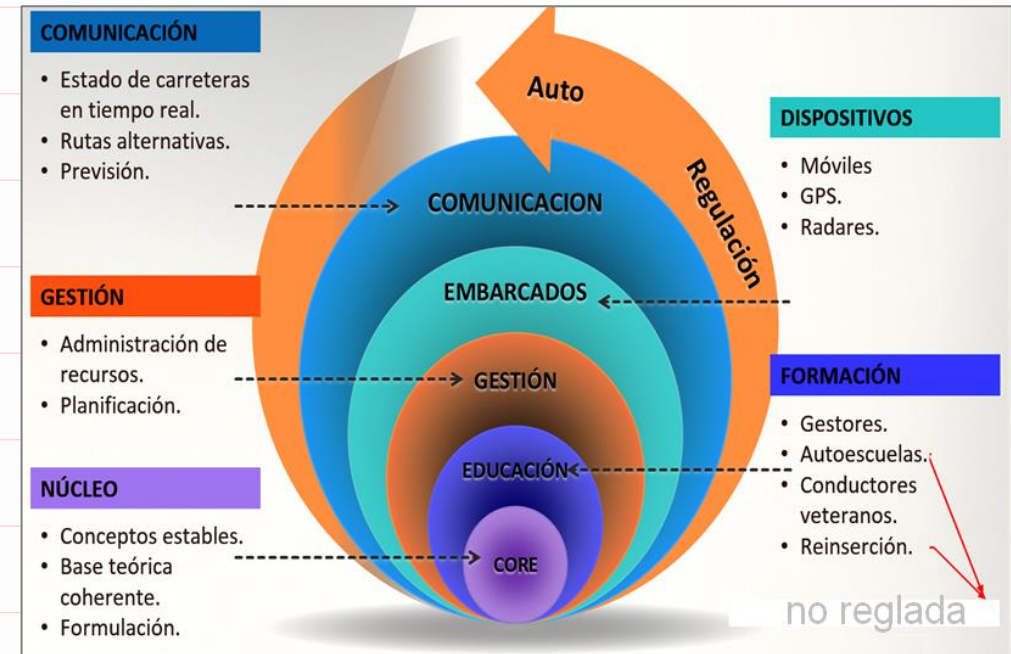 COMUNICACIÓN
• Estado de carreteras
en tiempo real.
• Rutas alternativas.
• Previsión.
GESTIÓN
• Administración de
recursos.
• Planificación.
NÚCLEO
• Conceptos estables.
• Base teórica
coherente.
• Formulación.
Auto
Regulación
COMUNICACION
EMBARCADOS
GESTIÓN
EDUCACIÓN
CORE
DISPOSITIVOS
• Móviles
• GPS.
• Radares.
FORMACIÓN
• Gestores.
• Autoescuelas.
• Conductores
veteranos.
• Reinserción.
no reglada